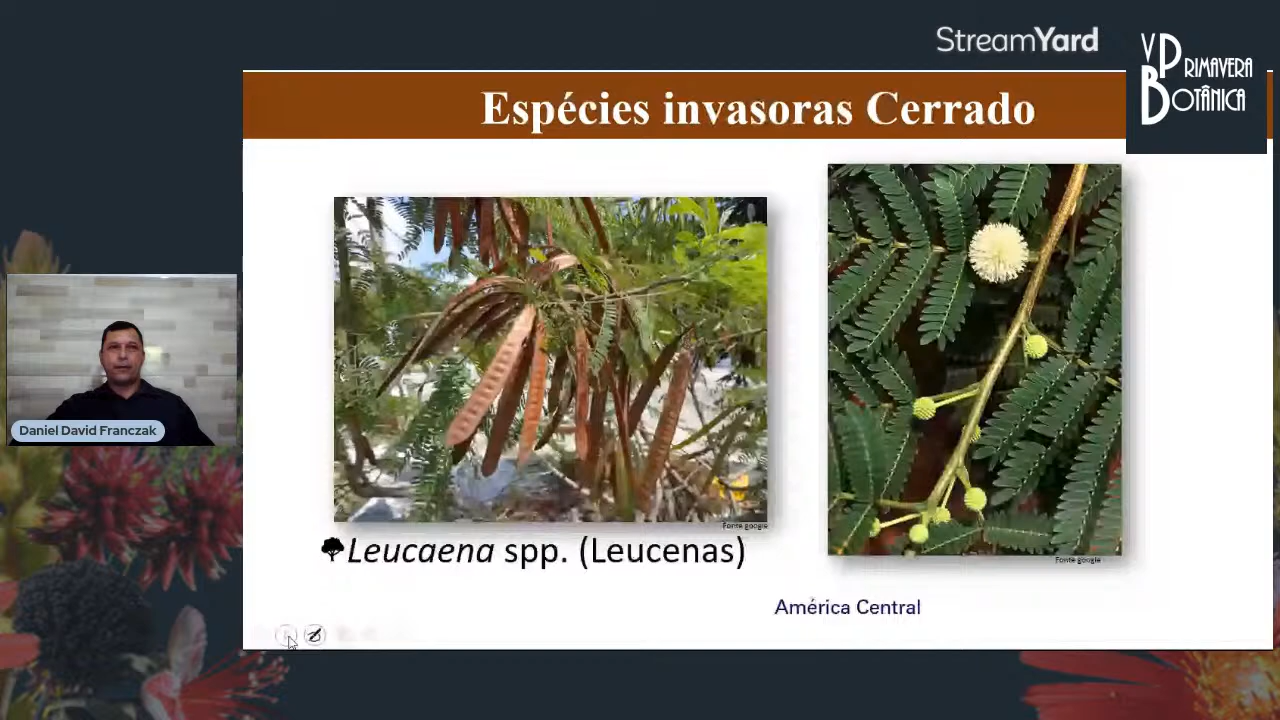 StreamYard
V PRIMAVERA
BOTÂNICA
Espécies invasoras Cerrado
Daniel David Franczak
Fonte google
Leucaena spp. (Leucenas)
Fonte google
América Central